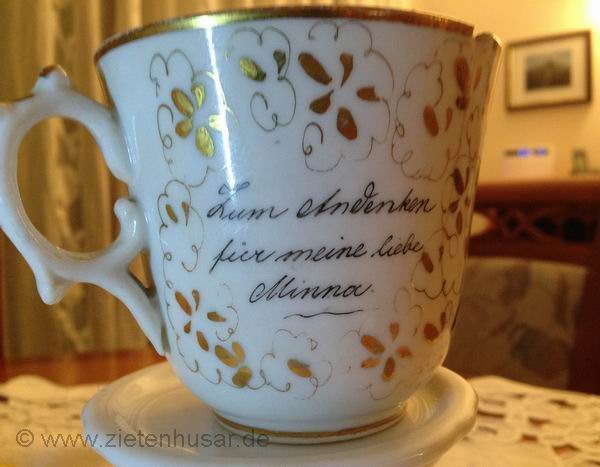 Zum Andenken
für meine liebe
Minna
© www.zietenhusar.de